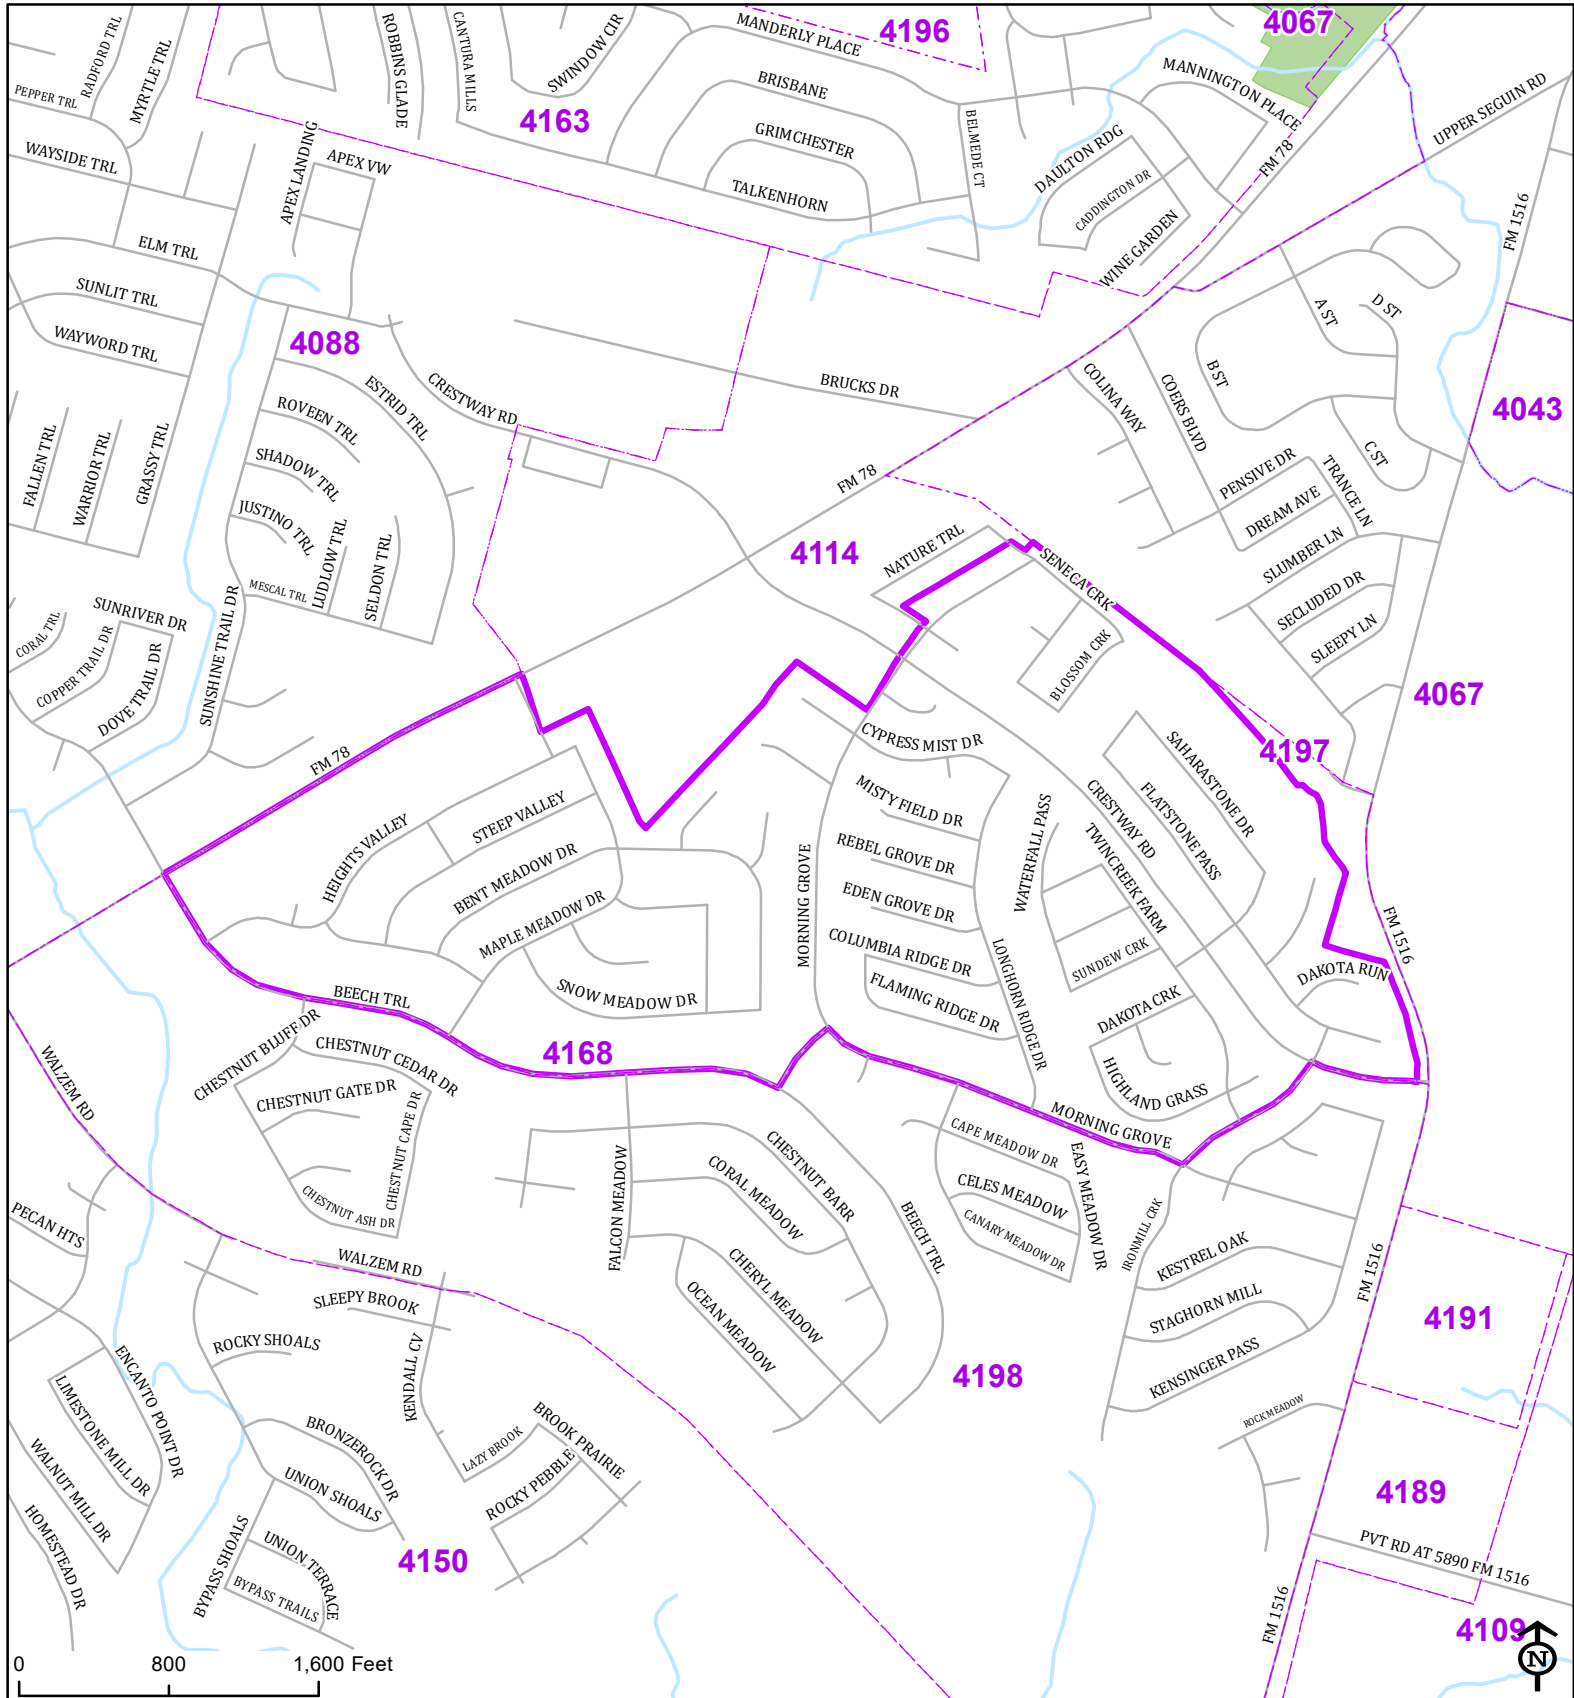 4067
4196
RADFORD TRL
MYRTLE TRL
ROBBINS GLADE
CANTURA MILLS
SWINDOW CIR
MANDERLY PLACE
PEPPER TRL
4163
BRISBANE
MANNINGTON PLACE
UPPER SEGUIN RD
WAYSIDE TRL
APEX LANDING
APEX VW
GRIMCHESTER
BELMEDE CT
DAULTON RDG
FM 78
TALKENHORN
CADDINGTON DR
FM 1516
ELM TRL
WINE GARDEN
SUNLIT TRL
A ST
D ST
WAYWORD TRL
4088
B ST
ESTRID TRL
CRESTWAY RD
BRUCKS DR
COLINA WAY
COERS BLVD
4043
ROVEEN TRL
C ST
FALLEN TRL
WARRIOR TRL
GRASSY TRL
SHADOW TRL
FM 78
PENSIVE DR
TRANCE LN
DREAM AVE
JUSTINO TRL
LUDLOW TRL
SELDON TRL
4114
NATURE TRL
SENECA CRK
SLUMBER LN
MESCAL TRL
SECLUDED DR
SUNRIVER DR
CORAL TRL
SLEEPY LN
COPPER TRAIL DR
DOVE TRAIL DR
SUNSHINE TRAIL DR
BLOSSOM CRK
4067
CYPRESS MIST DR
SAHARASTONE DR
4197
FM 78
MISTY FIELD DR
CRESTWAY RD
FLATSTONE PASS
STEEP VALLEY
HEIGHTS VALLEY
REBEL GROVE DR
WATERFALL PASS
TWINCREEK FARM
BENT MEADOW DR
EDEN GROVE DR
MORNING GROVE
MAPLE MEADOW DR
COLUMBIA RIDGE DR
LONGHORN RIDGE DR
SUNDEW CRK
FM 1516
BEECH TRL
SNOW MEADOW DR
FLAMING RIDGE DR
DAKOTA CRK
DAKOTA RUN
CHESTNUT BLUFF DR
CHESTNUT CEDAR DR
4168
WALZEM RD
CHESTNUT GATE DR
CHESTNUT CAPE DR
HIGHLAND GRASS
MORNING GROVE
CAPE MEADOW DR
EASY MEADOW DR
FALCON MEADOW
CORAL MEADOW
CHESTNUT BARR
CELES MEADOW
CHESTNUT ASH DR
BEECH TRL
CANARY MEADOW DR
IRONMILL CRK
PECAN HTS
KESTREL OAK
WALZEM RD
CHERYL MEADOW
FM 1516
SLEEPY BROOK
OCEAN MEADOW
STAGHORN MILL
4191
ROCKY SHOALS
KENDALL CV
ENCANTO POINT DR
4198
KENSINGER PASS
LIMESTONE MILL DR
ROCK MEADOW
WALNUT MILL DR
BRONZEROCK DR
LAZY BROOK
BROOK PRAIRIE
UNION SHOALS
ROCKY PEBBLE
4189
HOMESTEAD DR
BYPASS SHOALS
UNION TERRACE
4150
PVT RD AT 5890 FM 1516
BYPASS TRAILS
FM 1516
4109
N
0 800 1,600 Feet